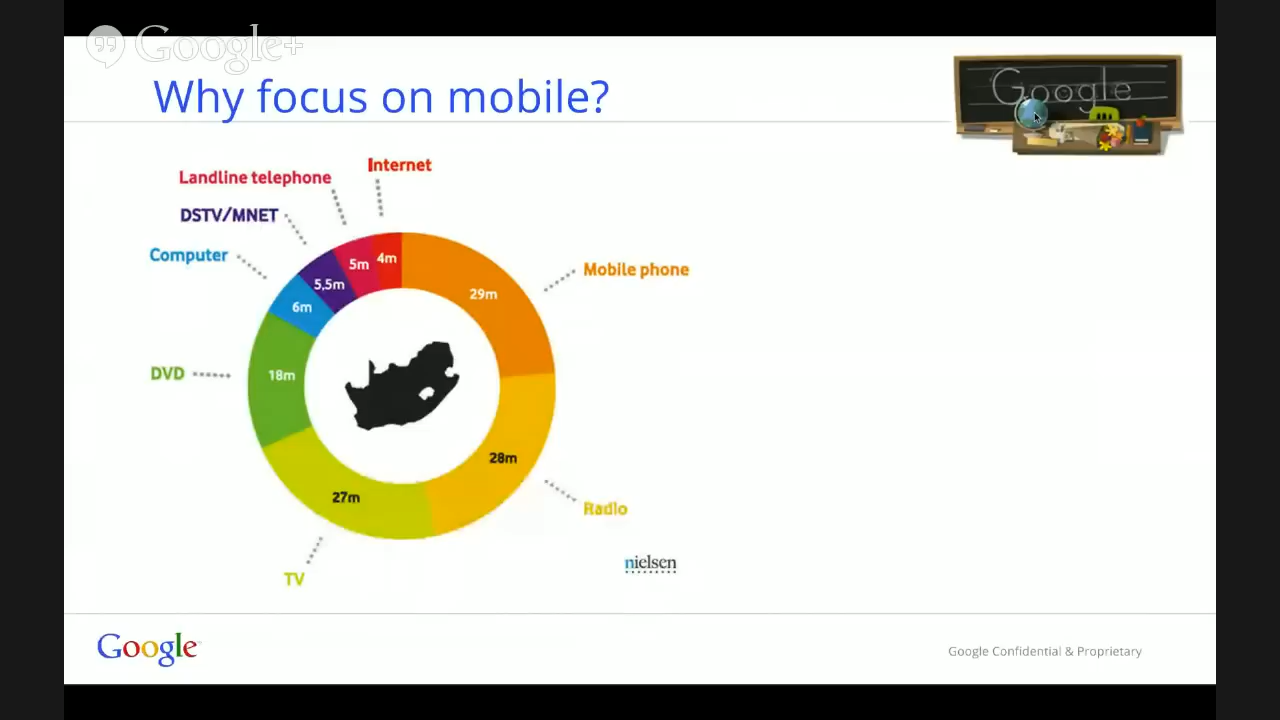 Google+
Why focus on mobile?
Google
Internet
Landline telephone
DSTV/MNET
Computer
5m
4m
5,5m
6m
29m
Mobile phone
DVD
18m
28m
27m
Radio
TV
nielsen
Google
Google Confidential & Proprietary